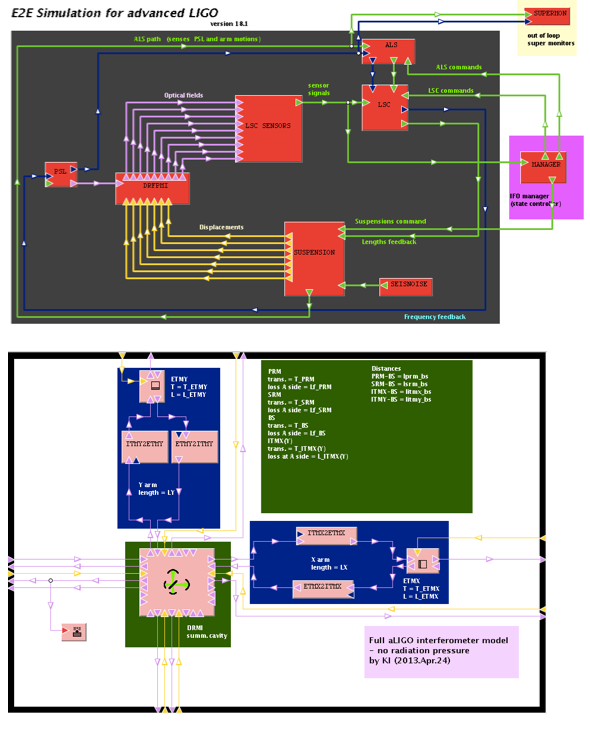 E2E Simulation for advanced LIGO
version 18.1
SUPERMON
out of loop
super monitors
ALS path (senses PSL and arm motions)
ALS
ALS commands
LSC commands
sensor
signals
Optical fields
LSC SENSORS
LSC
PSL
DRFPMI
MANAGER
IFO manager
(state controller)
Suspensions command
Displacements
Lengths feedback
SUSPENSION
SEISNOISE
Frequency feedback
ETMY
T = T_ETMY
L = L_ETMY
ITMY2ETMY
ETMY2ITMY
Y arm
length = LY
PRM
trans. = T_PRM
loss A side = Lf_PRM
SRM
trans. = T_SRM
loss A side = Lf_SRM
BS
trans. = T_BS
loss A side = Lf_BS
ITMX(Y)
trans. = T_ITMX(Y)
loss at A side = L_ITMX(Y)
Distances
PRM-BS = lprm_bs
SRM-BS = lsrm_bs
ITMX-BS = litmx_bs
ITMY-BS = litmy_bs
ITMX2ETMX
X arm
length = LX
ETMX2ITMX
ETMX
T = T_ETMX
L = L_ETMX
DRMI
summ.cavity
Full aLIGO interferometer model
- no radiation pressure
by KI (2013.Apr.24)